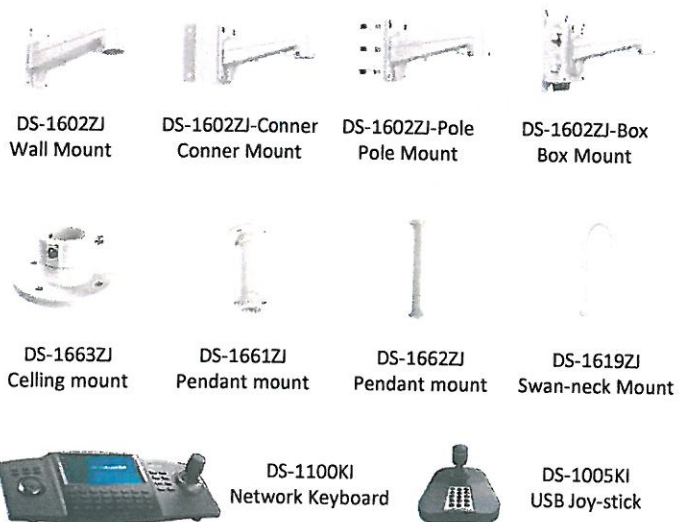 DS-1602ZJ
Wall Mount
DS-1602ZJ-Conner
Conner Mount
DS-1602ZJ-Pole
Pole Mount
DS-1602ZJ-Box
Box Mount
DS-1663ZJ
Celling mount
DS-1661ZJ
Pendant mount
DS-1662ZJ
Pendant mount
DS-1619ZJ
Swan-neck Mount
DS-1100KI
Network Keyboard
DS-1005KI
USB Joy-stick